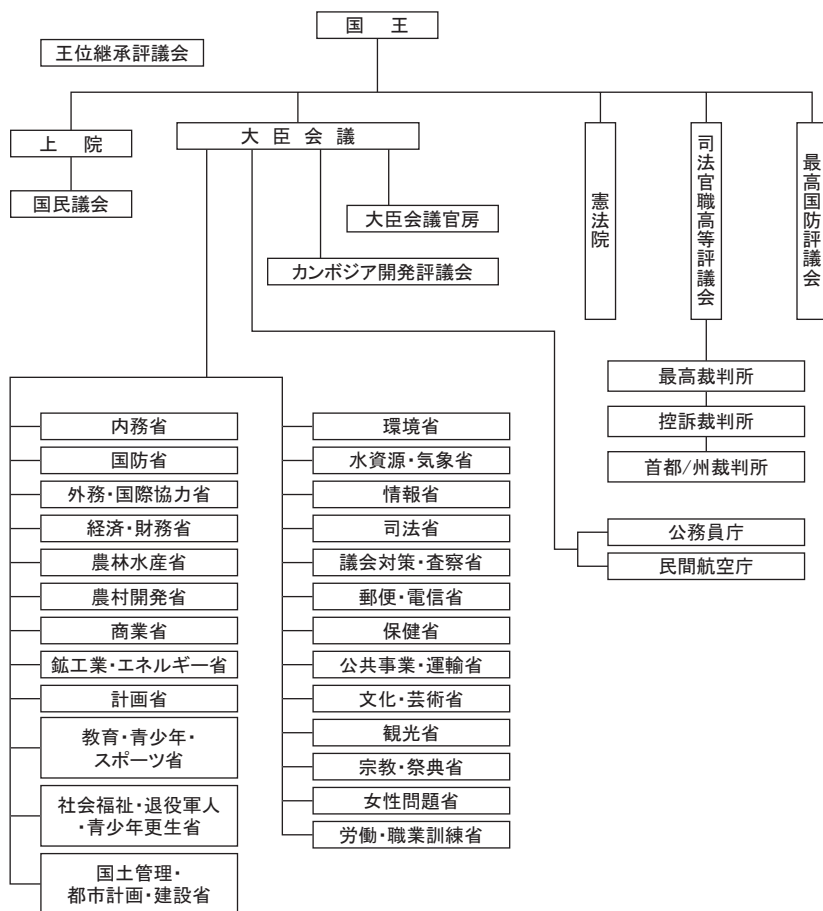 国王
王位継承評議会
上院
大臣会議
国民議会
大臣会議官房
カンボジア開発評議会
憲法院
司法官職高等評議会
最高国防評議会
最高裁判所
控訴裁判所
首都/州裁判所
公務員庁
民間航空庁
内務省
国防省
外務・国際協力省
経済・財務省
農林水産省
農村開発省
商業省
鉱工業・エネルギー省
計画省
教育・青少年・
スポーツ省
社会福祉・退役軍人
・青少年更生省
国土管理・
都市計画・建設省
環境省
水資源・気象省
情報省
司法省
議会対策・査察省
郵便・電信省
保健省
公共事業・運輸省
文化・芸術省
観光省
宗教・祭典省
女性問題省
労働・職業訓練省